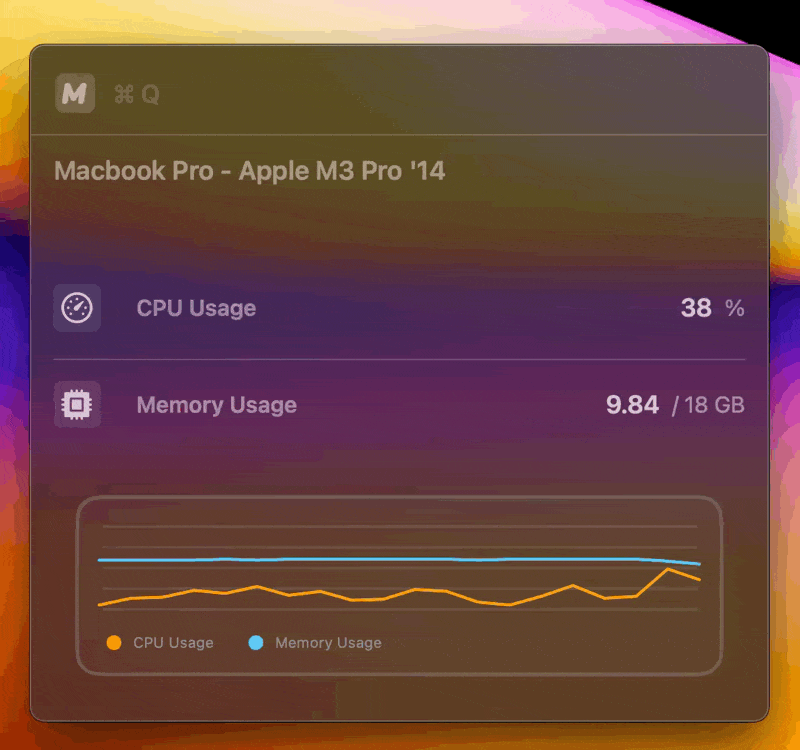 M ⌘ Q
Macbook Pro - Apple M3 Pro '14
CPU Usage 38 %
Memory Usage 9.84 / 18 GB
CPU Usage Memory Usage